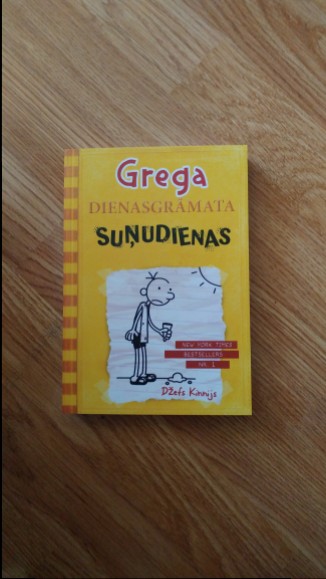 Grega
DIENASGRĀMATA
SUŅUDIENAS
NEW YORK TIMES
BESTSELLERS
NR. 1
Džefs Kinnijs